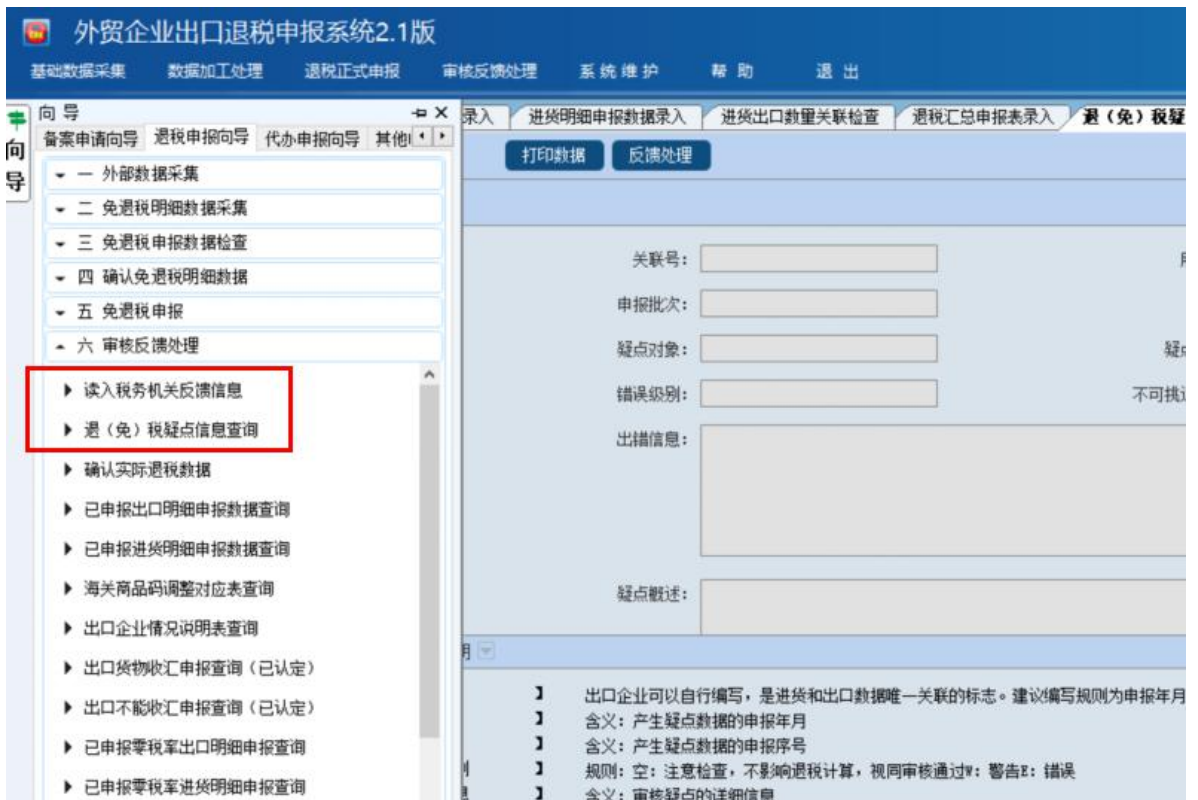 外贸企业出口退税申报系统2.1版
基础数据采集 数据加工处理 退税正式申报 审核反馈处理 系统维护 帮助 退出
向导
向导
备案申请向导 退税申报向导 代办申报向导 其他
录入 进货明细申报数据录入 进货出口数量关联检查 退税汇总申报表录入 退(免)税疑
打印数据 反馈处理
一 外部数据采集
二 免退税明细数据采集
三 免退税申报数据检查
四 确认免退税明细数据
五 免退税申报
六 审核反馈处理
读入税务机关反馈信息
退(免)税疑点信息查询
确认实际退税数据
已申报出口明细申报数据查询
已申报进货明细申报数据查询
海关商品码调整对应表查询
出口企业情况说明表查询
出口货物收汇申报查询(已认定)
出口不能收汇申报查询(已认定)
已申报零税率出口明细申报查询
已申报零税率进货明细申报查询
关联号:
申报批次:
疑点对象: 疑点
错误级别: 不可挑过
出错信息:
疑点概述:
明
】 出口企业可以自行编写,是进货和出口数据唯一关联的标志。建议编写规则为申报年月
】 含义:产生疑点数据的申报年月
】 含义:产生疑点数据的申报序号
】 规则:空:注意检查,不影响退税计算,视同审核通过W:警告E:错误
】 含义:审核疑点的详细信息